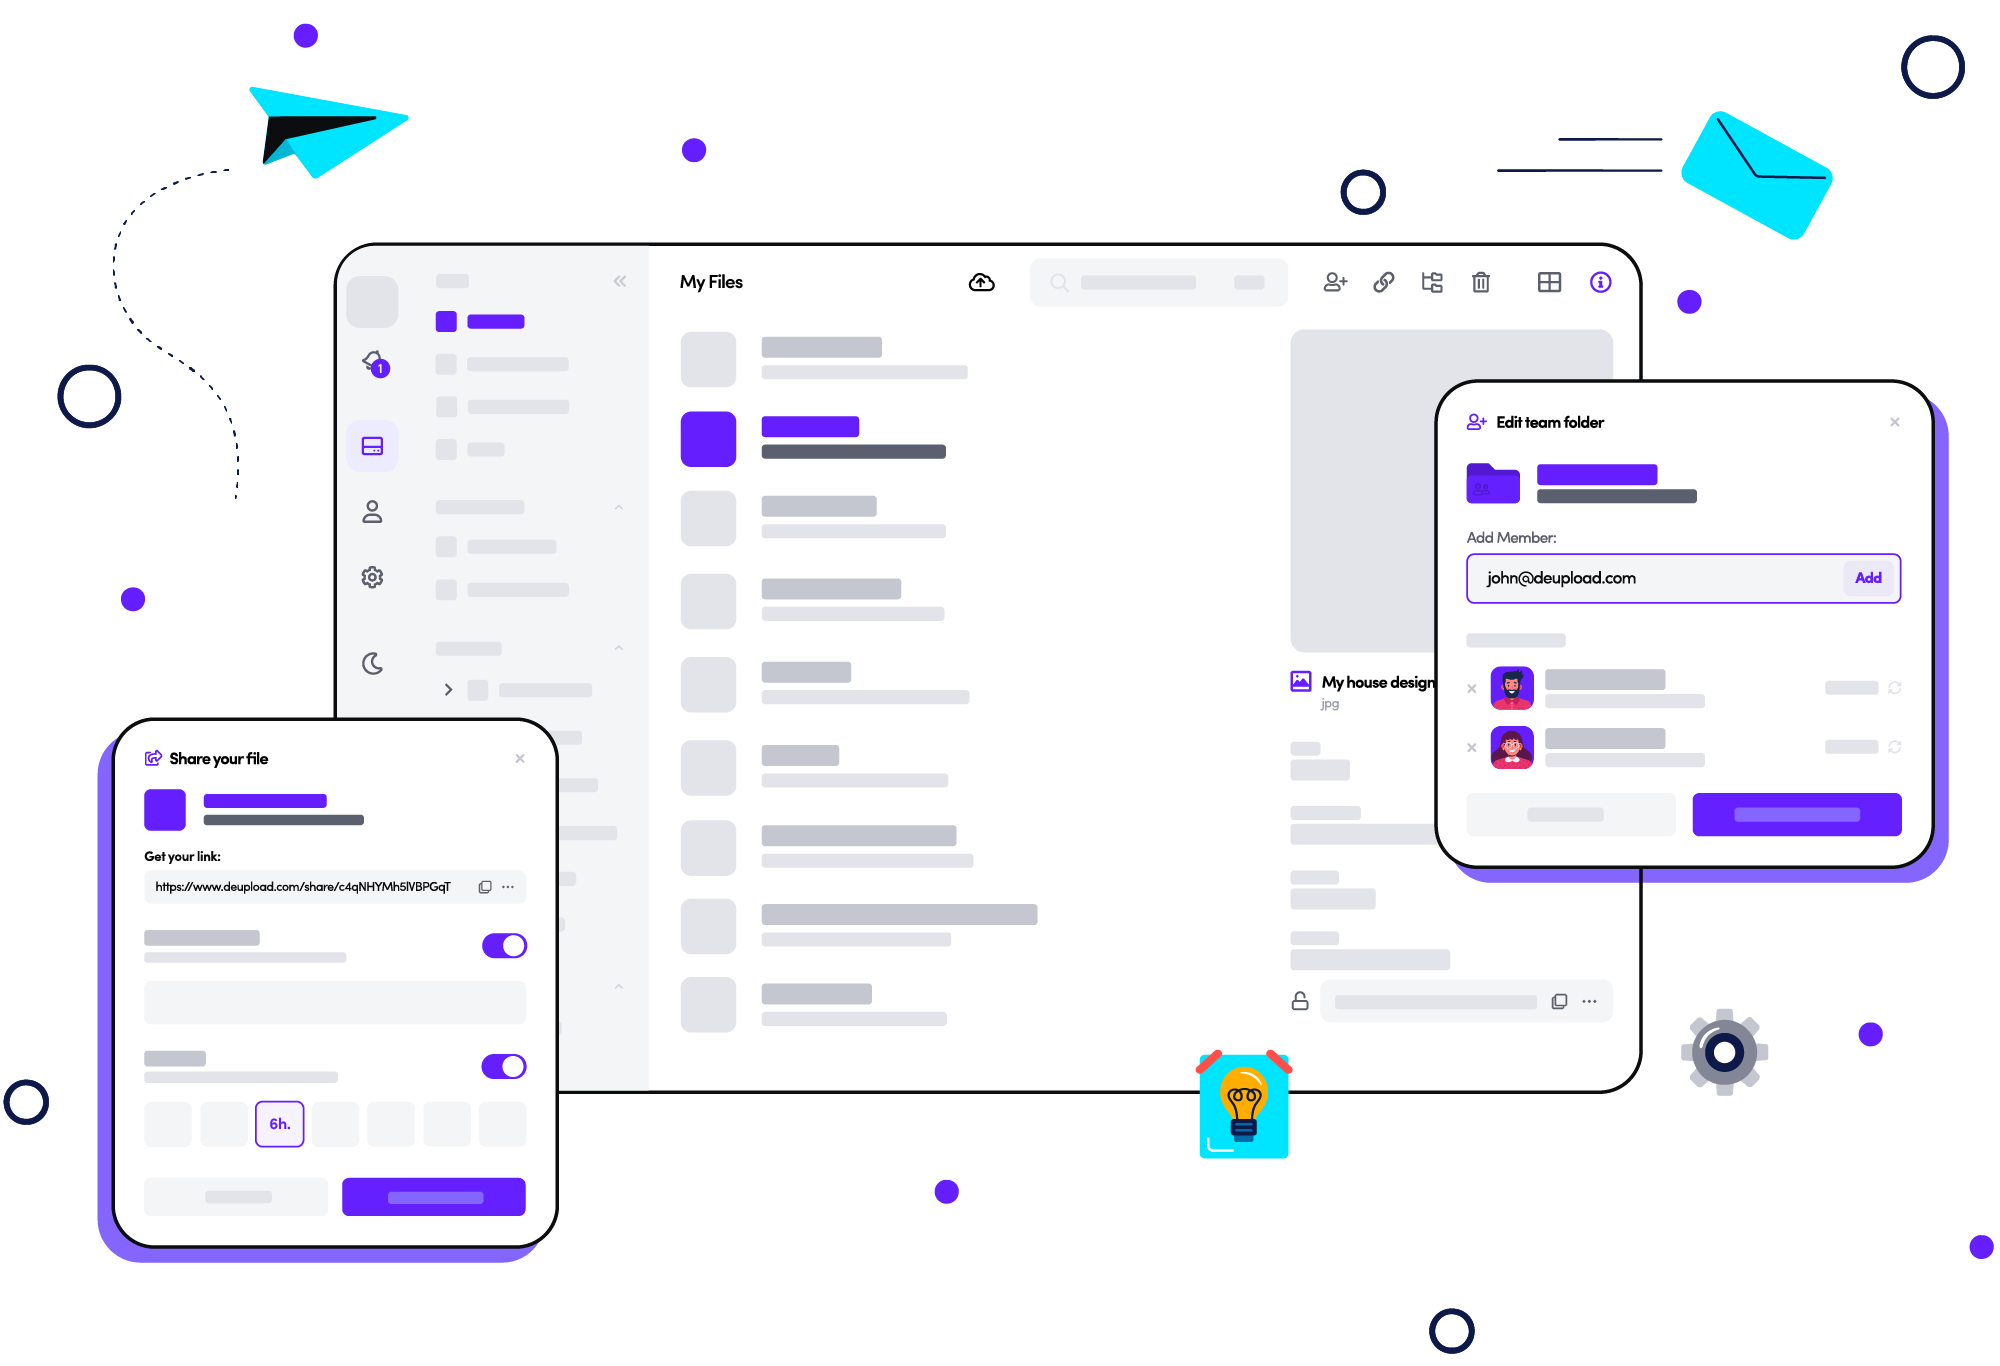 My Files
1
Edit team folder
Add Member:
john@deupload.com
Add
My house design
jpg
Share your file
Get your link:
https://www.deupload.com/share/c4qNHYMh5lVBPGqT
6h.